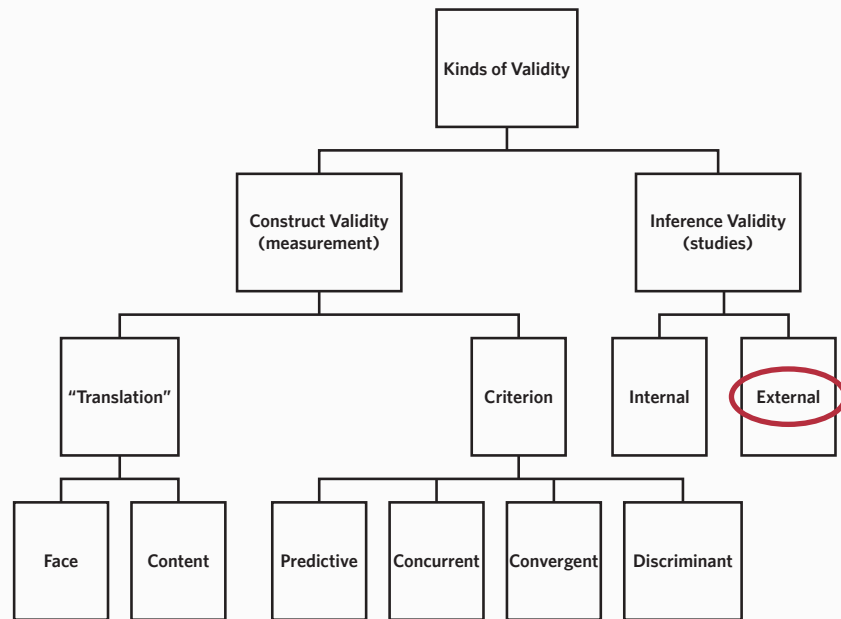 Kinds of Validity
Construct Validity
(measurement)
Inference Validity
(studies)
“Translation”
Criterion
Internal
External
Face
Content
Predictive
Concurrent
Convergent
Discriminant